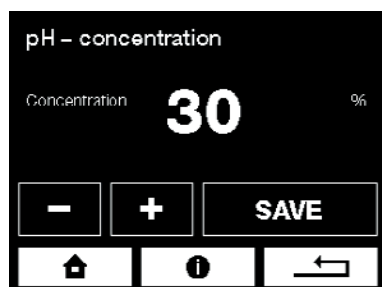 pH – concentration
Concentration 30 %
− + SAVE